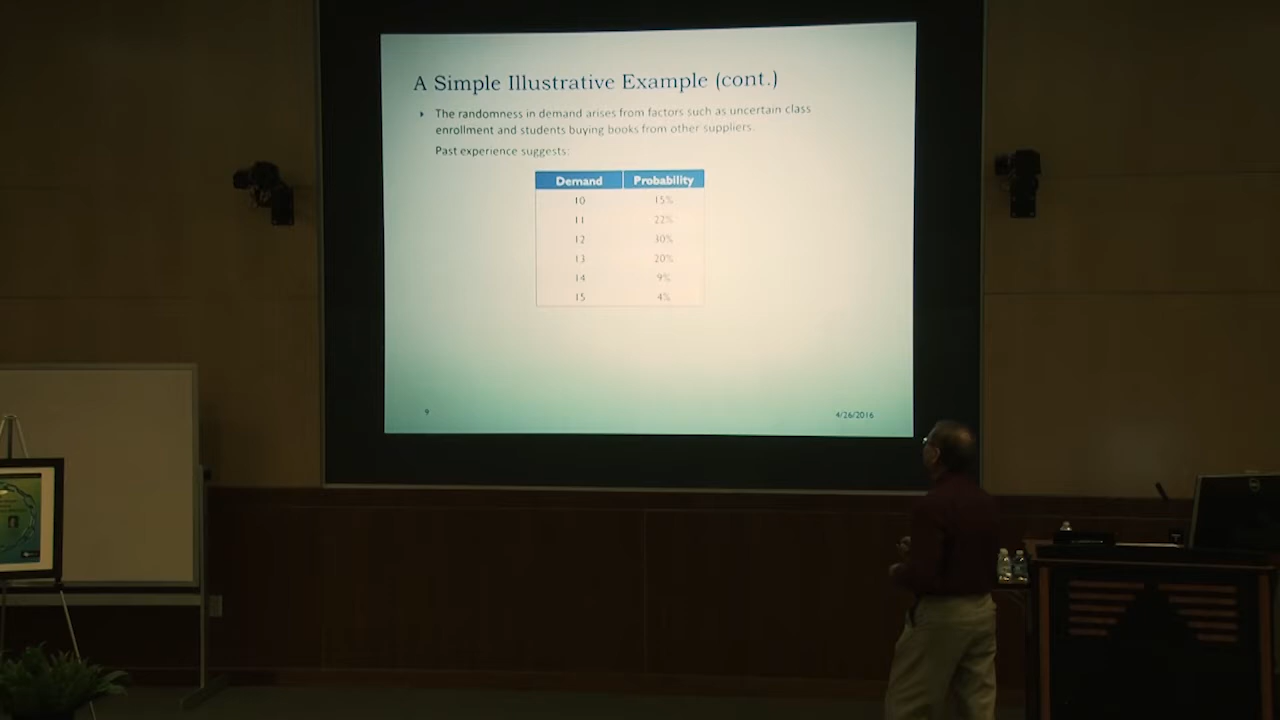 A Simple Illustrative Example (cont.)
The randomness in demand arises from factors such as uncertain class
enrollment and students buying books from other suppliers.
Past experience suggests:
Demand Probability
10 15%
11 22%
12 30%
13 20%
14 9%
15 4%
9 4/26/2016